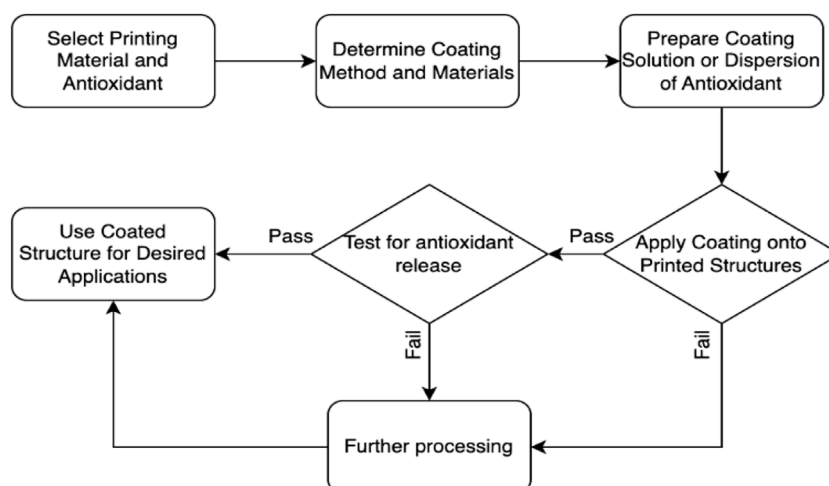 Select Printing
Material and
Antioxidant
Determine Coating
Method and Materials
Prepare Coating
Solution or Dispersion
of Antioxidant
Use Coated
Structure for Desired
Applications
Pass
Test for antioxidant
release
Pass
Apply Coating onto
Printed Structures
Fail
Fail
Further processing